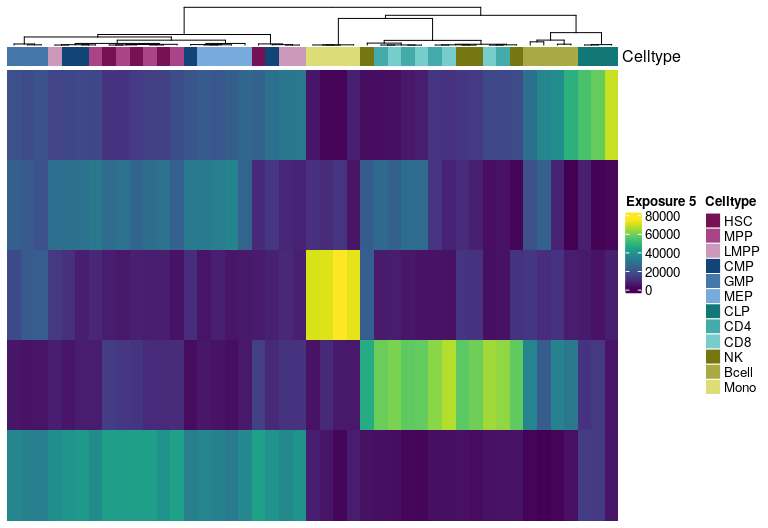 Celltype
Exposure 5
80000
60000
40000
20000
0
Celltype
HSC
MPP
LMPP
CMP
GMP
MEP
CLP
CD4
CD8
NK
Bcell
Mono